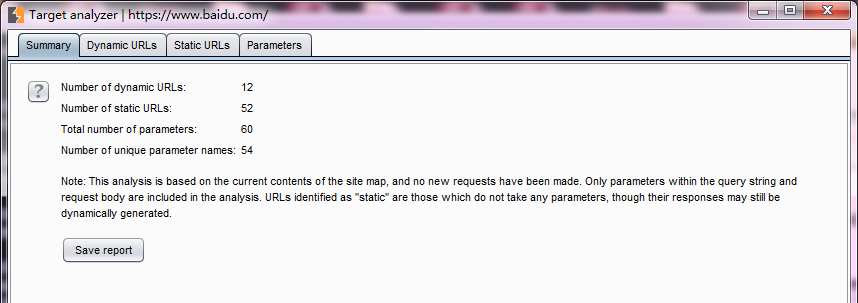 Target analyzer | https://www.baidu.com/
Summary Dynamic URLs Static URLs Parameters
?
Number of dynamic URLs: 12
Number of static URLs: 52
Total number of parameters: 60
Number of unique parameter names: 54
Note: This analysis is based on the current contents of the site map, and no new requests have been made. Only parameters within the query string and
request body are included in the analysis. URLs identified as "static" are those which do not take any parameters, though their responses may still be
dynamically generated.
Save report